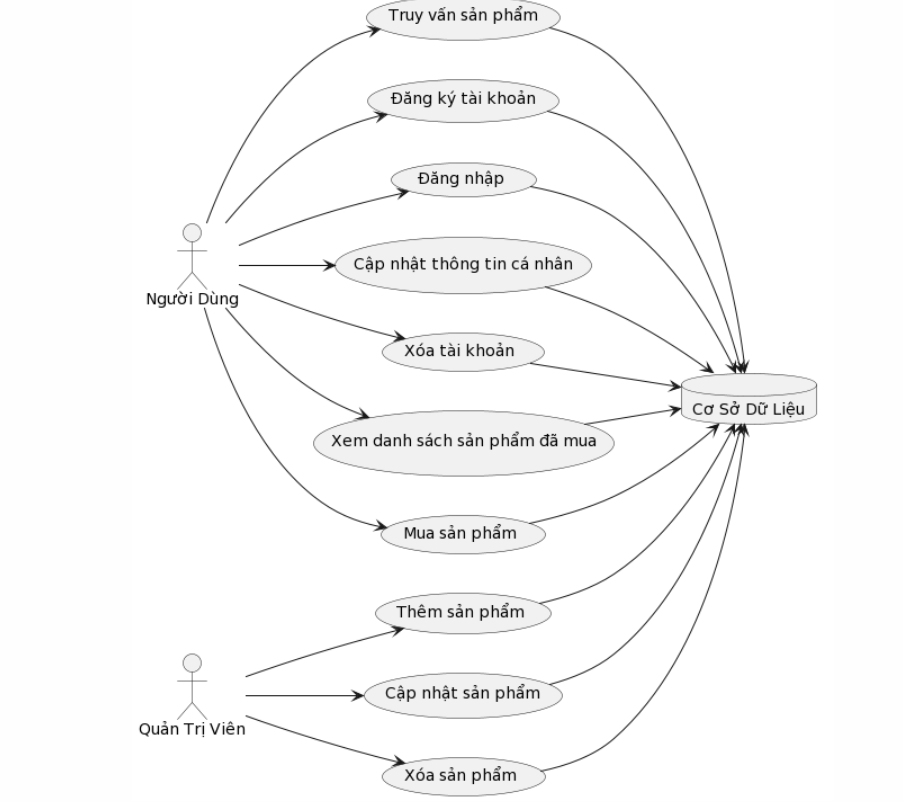 Truy vấn sản phẩm
Đăng ký tài khoản
Đăng nhập
Cập nhật thông tin cá nhân
Người Dùng
Xóa tài khoản
Cơ Sở Dữ Liệu
Xem danh sách sản phẩm đã mua
Mua sản phẩm
Thêm sản phẩm
Cập nhật sản phẩm
Quản Trị Viên
Xóa sản phẩm